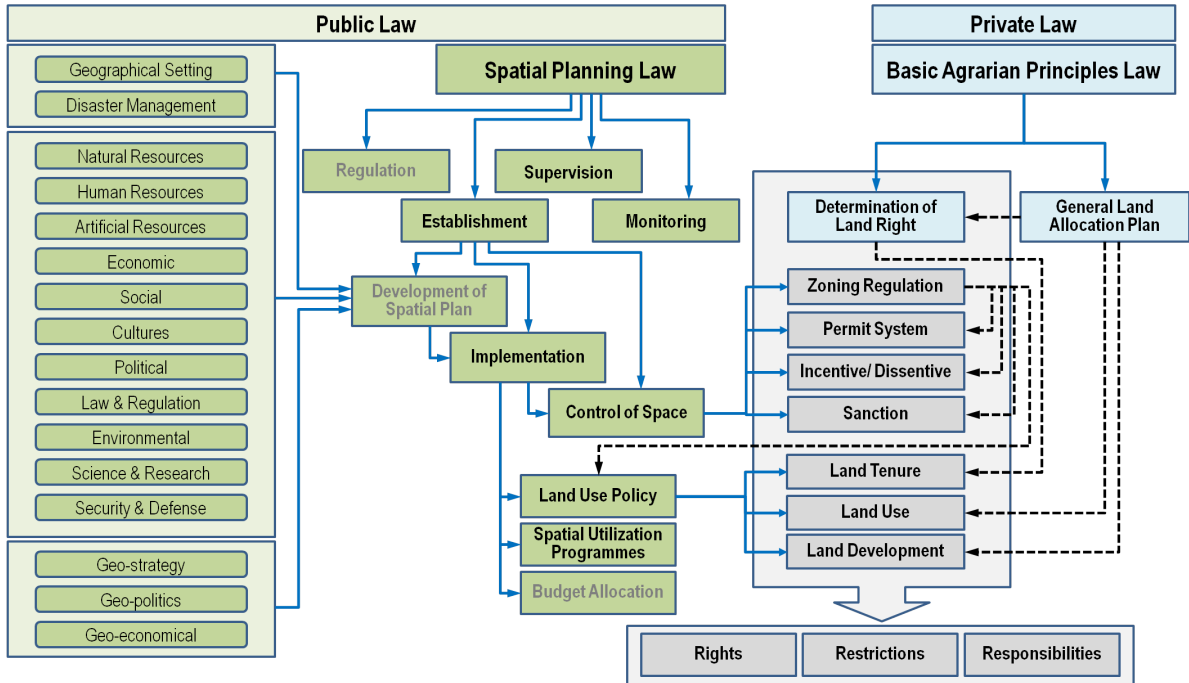 Public Law
Private Law
Spatial Planning Law
Basic Agrarian Principles Law
Geographical Setting
Disaster Management
Natural Resources
Human Resources
Artificial Resources
Economic
Social
Cultures
Political
Law & Regulation
Environmental
Science & Research
Security & Defense
Geo-strategy
Geo-politics
Geo-economical
Regulation
Supervision
Establishment
Monitoring
Development of
Spatial Plan
Implementation
Control of Space
Land Use Policy
Spatial Utilization
Programmes
Budget Allocation
Determination of
Land Right
General Land
Allocation Plan
Zoning Regulation
Permit System
Incentive/ Dissentive
Sanction
Land Tenure
Land Use
Land Development
Rights
Restrictions
Responsibilities